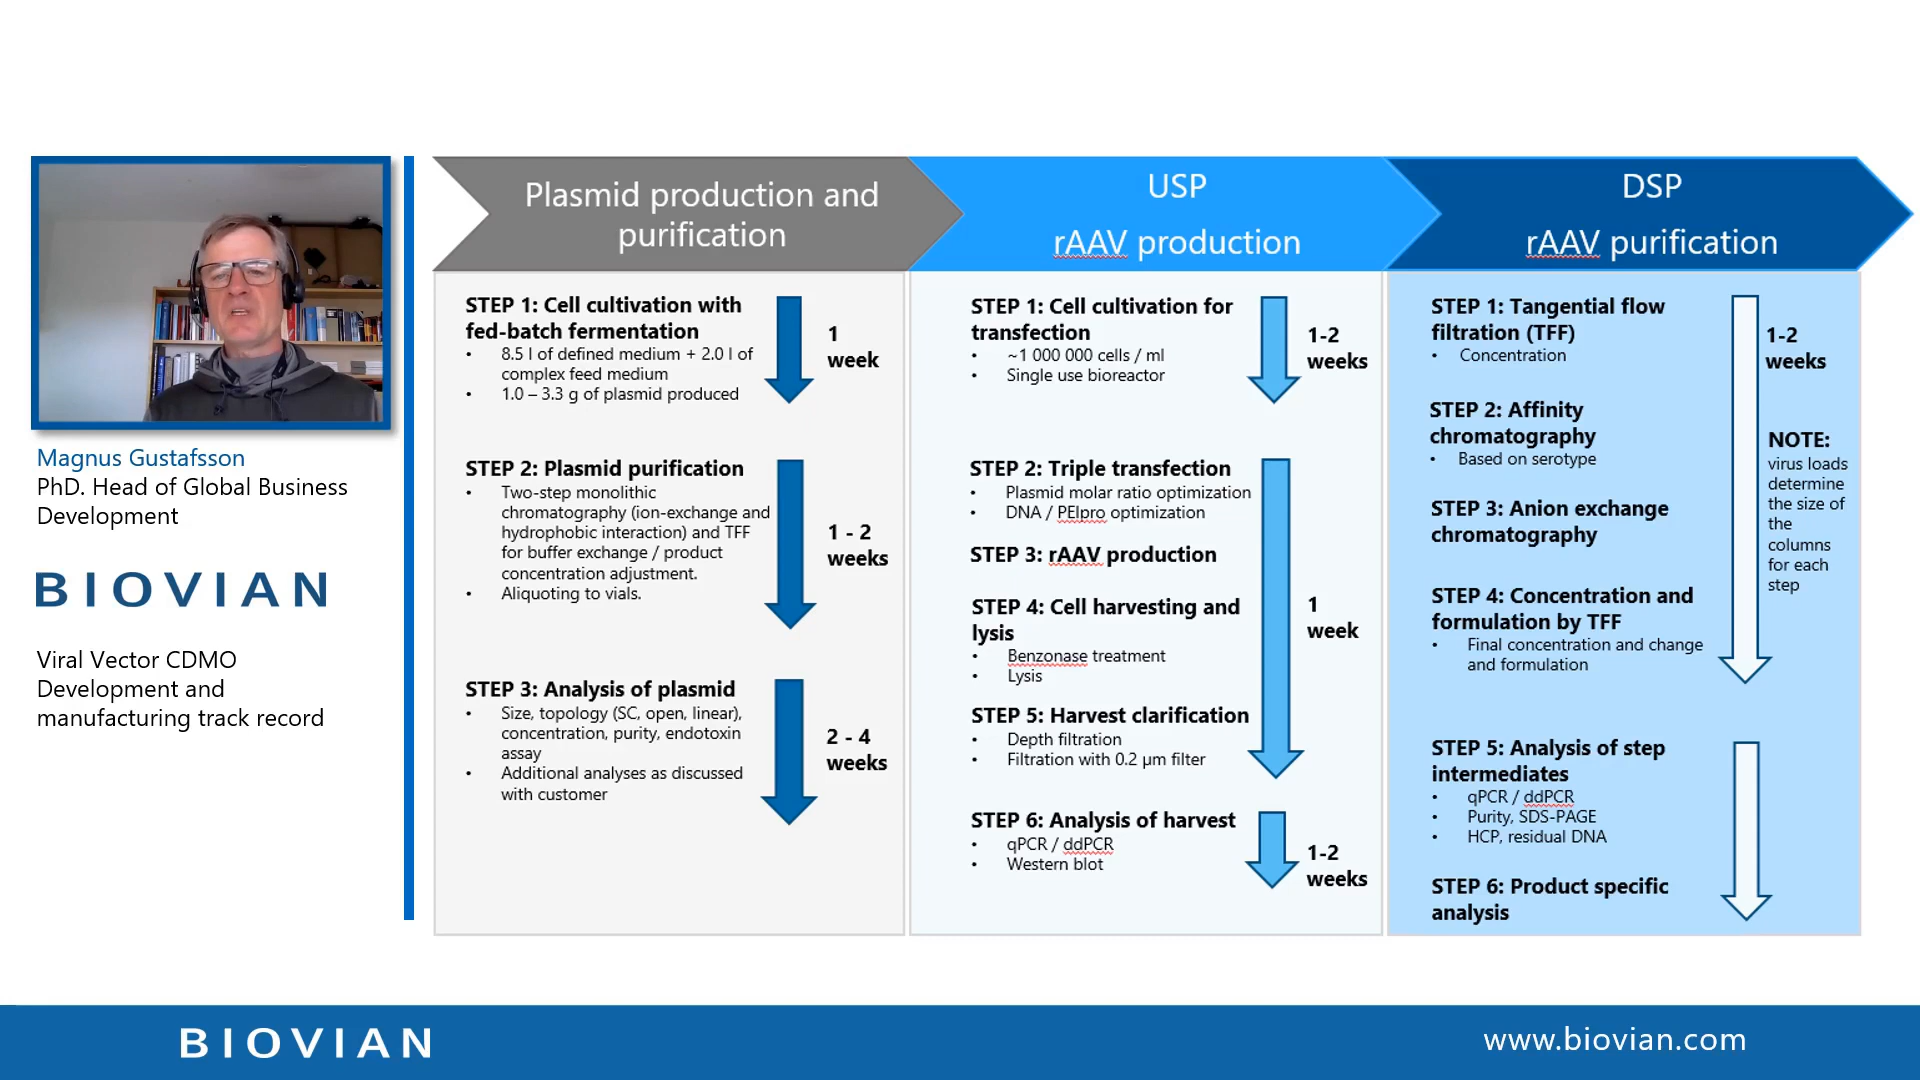 Magnus Gustafsson
PhD. Head of Global Business
Development
BIOVIAN
Viral Vector CDMO
Development and
manufacturing track record
Plasmid production and
purification
STEP 1: Cell cultivation with
fed-batch fermentation
• 8.5 l of defined medium + 2.0 l of
complex feed medium
• 1.0 – 3.3 g of plasmid produced
1
week
STEP 2: Plasmid purification
• Two-step monolithic
chromatography (ion-exchange and
hydrophobic interaction) and TFF
for buffer exchange / product
concentration adjustment.
• Aliquoting to vials.
1 - 2
weeks
STEP 3: Analysis of plasmid
• Size, topology (SC, open, linear),
concentration, purity, endotoxin
assay
• Additional analyses as discussed
with customer
2 - 4
weeks
USP
rAAV production
STEP 1: Cell cultivation for
transfection
• ~1 000 000 cells / ml
• Single use bioreactor
1-2
weeks
STEP 2: Triple transfection
• Plasmid molar ratio optimization
• DNA / PEIpro optimization
STEP 3: rAAV production
STEP 4: Cell harvesting and
lysis
• Benzonase treatment
• Lysis
STEP 5: Harvest clarification
• Depth filtration
• Filtration with 0.2 µm filter
1
week
STEP 6: Analysis of harvest
• qPCR / ddPCR
• Western blot
1-2
weeks
DSP
rAAV purification
STEP 1: Tangential flow
filtration (TFF)
• Concentration
STEP 2: Affinity
chromatography
• Based on serotype
STEP 3: Anion exchange
chromatography
STEP 4: Concentration and
formulation by TFF
• Final concentration and change
and formulation
1-2
weeks
NOTE:
virus loads
determine
the size of
the
columns
for each
step
STEP 5: Analysis of step
intermediates
• qPCR / ddPCR
• Purity, SDS-PAGE
• HCP, residual DNA
STEP 6: Product specific
analysis
BIOVIAN
www.biovian.com